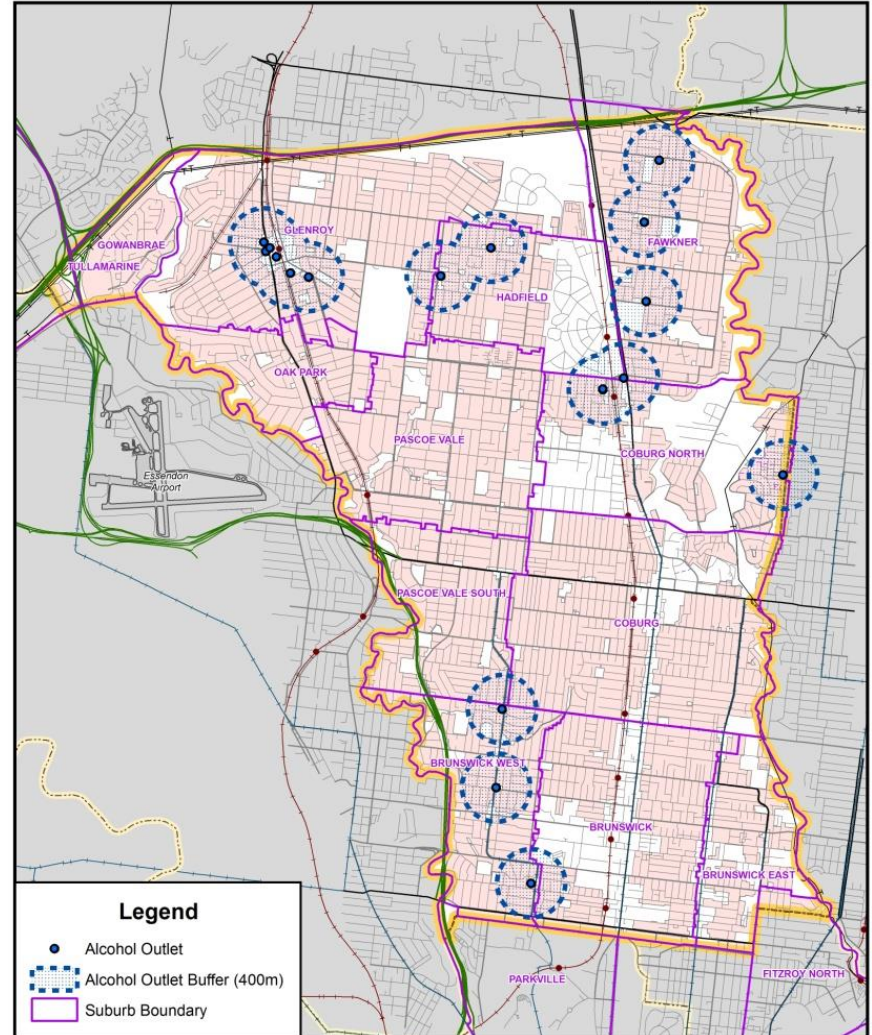 GLENROY
GOWANBRAE
TULLAMARINE
FAWKNER
HADFIELD
OAK PARK
PASCOE VALE
COBURG NORTH
Essendon
Airport
PASCOE VALE SOUTH
COBURG
BRUNSWICK WEST
BRUNSWICK
BRUNSWICK EAST
PARKVILLE
FITZROY NORTH
Legend
Alcohol Outlet
Alcohol Outlet Buffer (400m)
Suburb Boundary